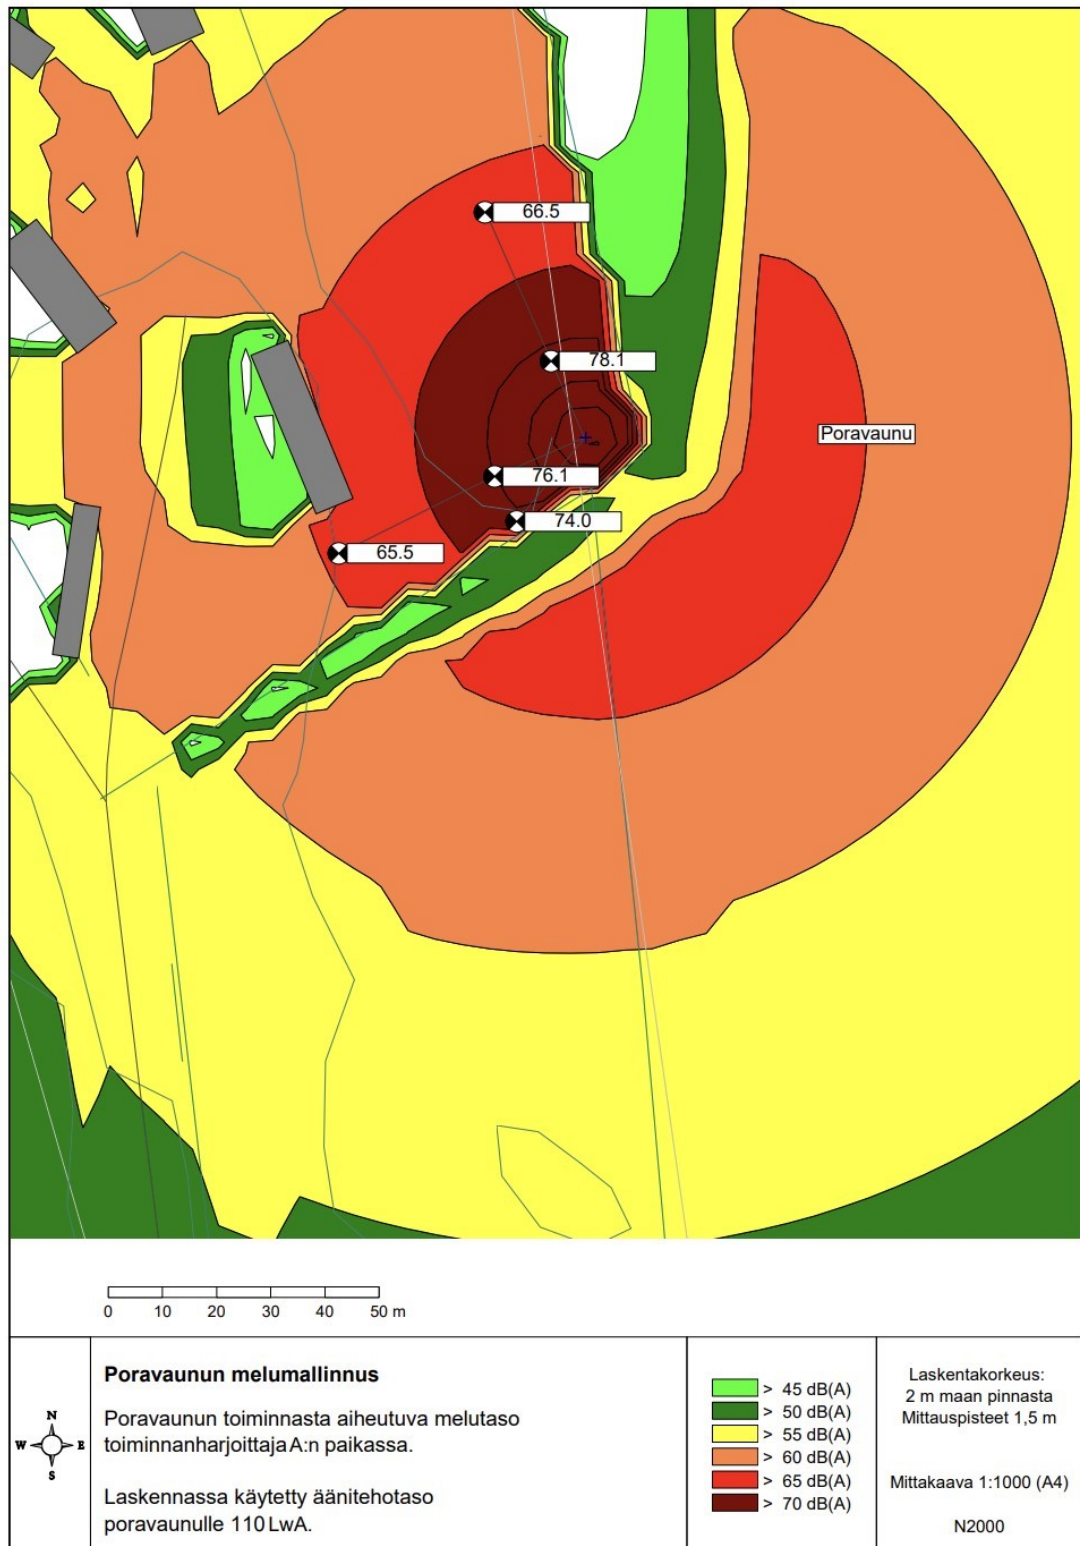 66.5
78.1
Poravaunu
76.1
74.0
65.5
0 10 20 30 40 50 m
Poravaunun melumallinnus
Poravaunun toiminnasta aiheutuva melutaso
toiminnanharjoittaja A:n paikassa.
Laskennassa käytetty äänitehotaso
poravaunulle 110 LwA.
N
W E
S
> 45 dB(A)
> 50 dB(A)
> 55 dB(A)
> 60 dB(A)
> 65 dB(A)
> 70 dB(A)
Laskentakorkeus:
2 m maan pinnasta
Mittauspisteet 1,5 m
Mittakaava 1:1000 (A4)
N2000